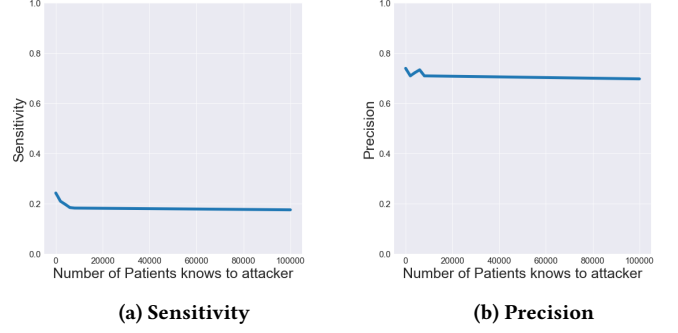 1.0
0.8
0.6
0.4
0.2
0.0
Sensitivity
0 20000 40000 60000 80000 100000
Number of Patients knows to attacker
(a) Sensitivity
1.0
0.8
0.6
0.4
0.2
0.0
Precision
0 20000 40000 60000 80000 100000
Number of Patients knows to attacker
(b) Precision